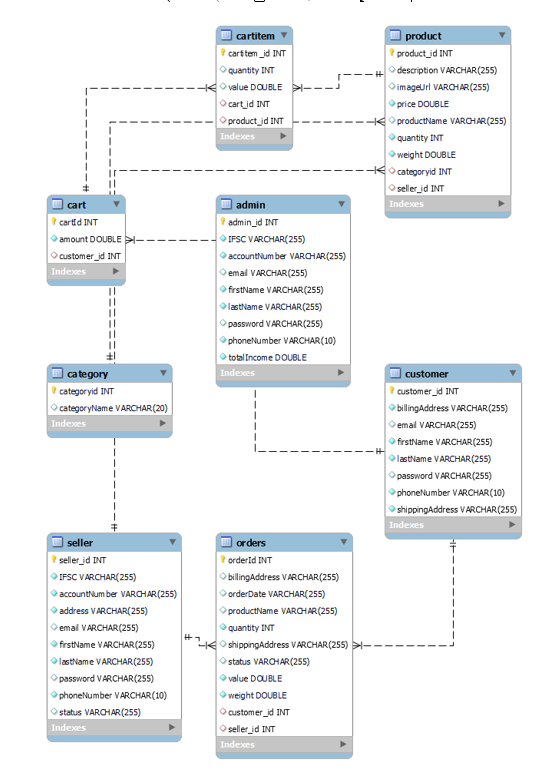 cartitem
cartitem_id INT
quantity INT
value DOUBLE
cart_id INT
product_id INT
Indexes
product
product_id INT
description VARCHAR(255)
imageUrl VARCHAR(255)
price DOUBLE
productName VARCHAR(255)
quantity INT
weight DOUBLE
categoryid INT
seller_id INT
Indexes
cart
cartId INT
amount DOUBLE
customer_id INT
Indexes
admin
admin_id INT
IFSC VARCHAR(255)
accountNumber VARCHAR(255)
email VARCHAR(255)
firstName VARCHAR(255)
lastName VARCHAR(255)
password VARCHAR(255)
phoneNumber VARCHAR(10)
totalIncome DOUBLE
Indexes
category
categoryid INT
categoryName VARCHAR(20)
Indexes
customer
customer_id INT
billingAddress VARCHAR(255)
email VARCHAR(255)
firstName VARCHAR(255)
lastName VARCHAR(255)
password VARCHAR(255)
phoneNumber VARCHAR(10)
shippingAddress VARCHAR(255)
Indexes
seller
seller_id INT
IFSC VARCHAR(255)
accountNumber VARCHAR(255)
address VARCHAR(255)
email VARCHAR(255)
firstName VARCHAR(255)
lastName VARCHAR(255)
password VARCHAR(255)
phoneNumber VARCHAR(10)
status VARCHAR(255)
Indexes
orders
orderId INT
billingAddress VARCHAR(255)
orderDate VARCHAR(255)
productName VARCHAR(255)
quantity INT
shippingAddress VARCHAR(255)
status VARCHAR(255)
value DOUBLE
weight DOUBLE
customer_id INT
seller_id INT
Indexes